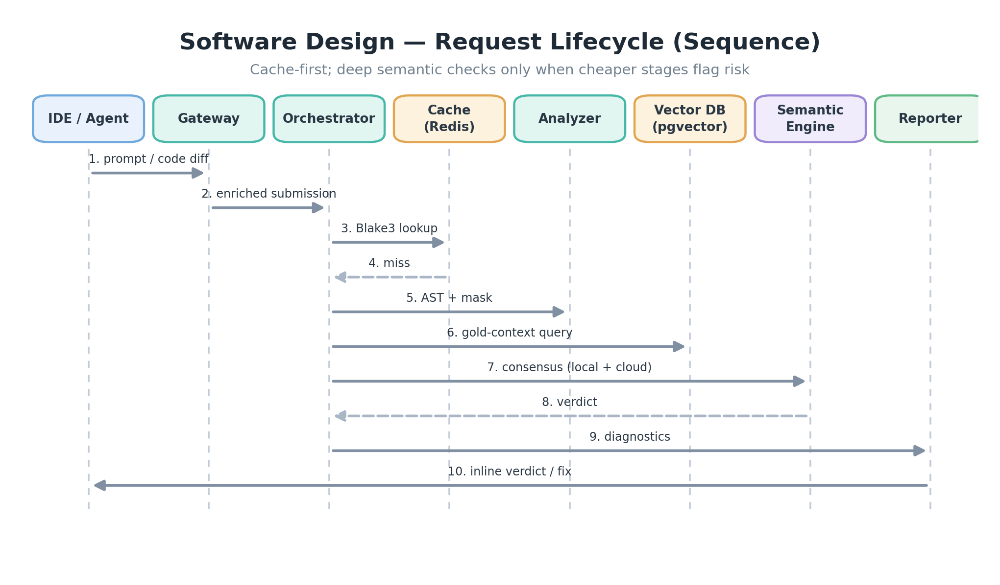 Software Design — Request Lifecycle (Sequence)
Cache-first; deep semantic checks only when cheaper stages flag risk
IDE / Agent
Gateway
Orchestrator
Cache
(Redis)
Analyzer
Vector DB
(pgvector)
Semantic
Engine
Reporter
1. prompt / code diff
2. enriched submission
3. Blake3 lookup
4. miss
5. AST + mask
6. gold-context query
7. consensus (local + cloud)
8. verdict
9. diagnostics
10. inline verdict / fix